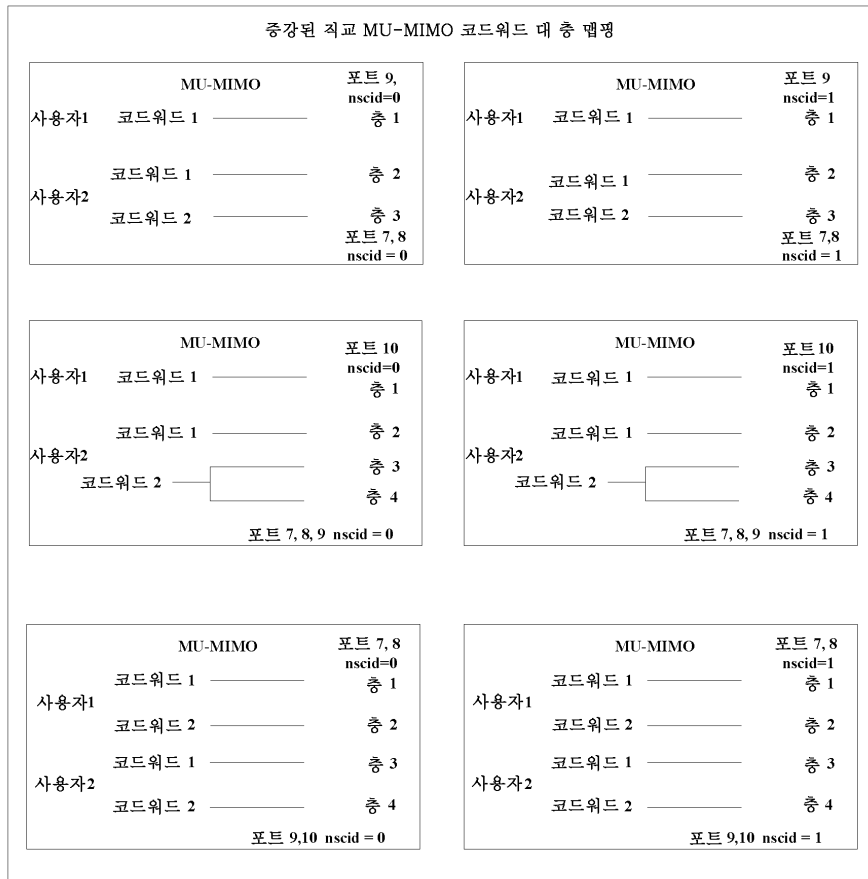 증강된 직교 MU-MIMO 코드워드 대 층 맵핑
MU-MIMO
포트 9,
nscid=0
사용자1 코드워드 1 층 1
코드워드 1 층 2
사용자2
코드워드 2 층 3
포트 7, 8
nscid = 0
MU-MIMO
포트 9
nscid=1
사용자1 코드워드 1 층 1
코드워드 1 층 2
사용자2
코드워드 2 층 3
포트 7,8
nscid = 1
MU-MIMO
포트 10
nscid=0
사용자1 코드워드 1
층 1
코드워드 1 층 2
사용자2
층 3
코드워드 2
층 4
포트 7, 8, 9 nscid = 0
MU-MIMO
포트10
nscid=1
사용자1 코드워드 1
층 1
코드워드 1 층 2
사용자2
층 3
코드워드 2
층 4
포트 7, 8, 9 nscid = 1
MU-MIMO
포트 7, 8
nscid=0
코드워드 1 층 1
사용자1
코드워드 2 층 2
코드워드 1 층 3
사용자2
코드워드 2 층 4
포트 9,10 nscid = 0
MU-MIMO
포트 7, 8
nscid=1
코드워드 1 층 1
사용자1
코드워드 2 층 2
코드워드 1 층 3
사용자2
코드워드 2 층 4
포트 9,10 nscid = 1